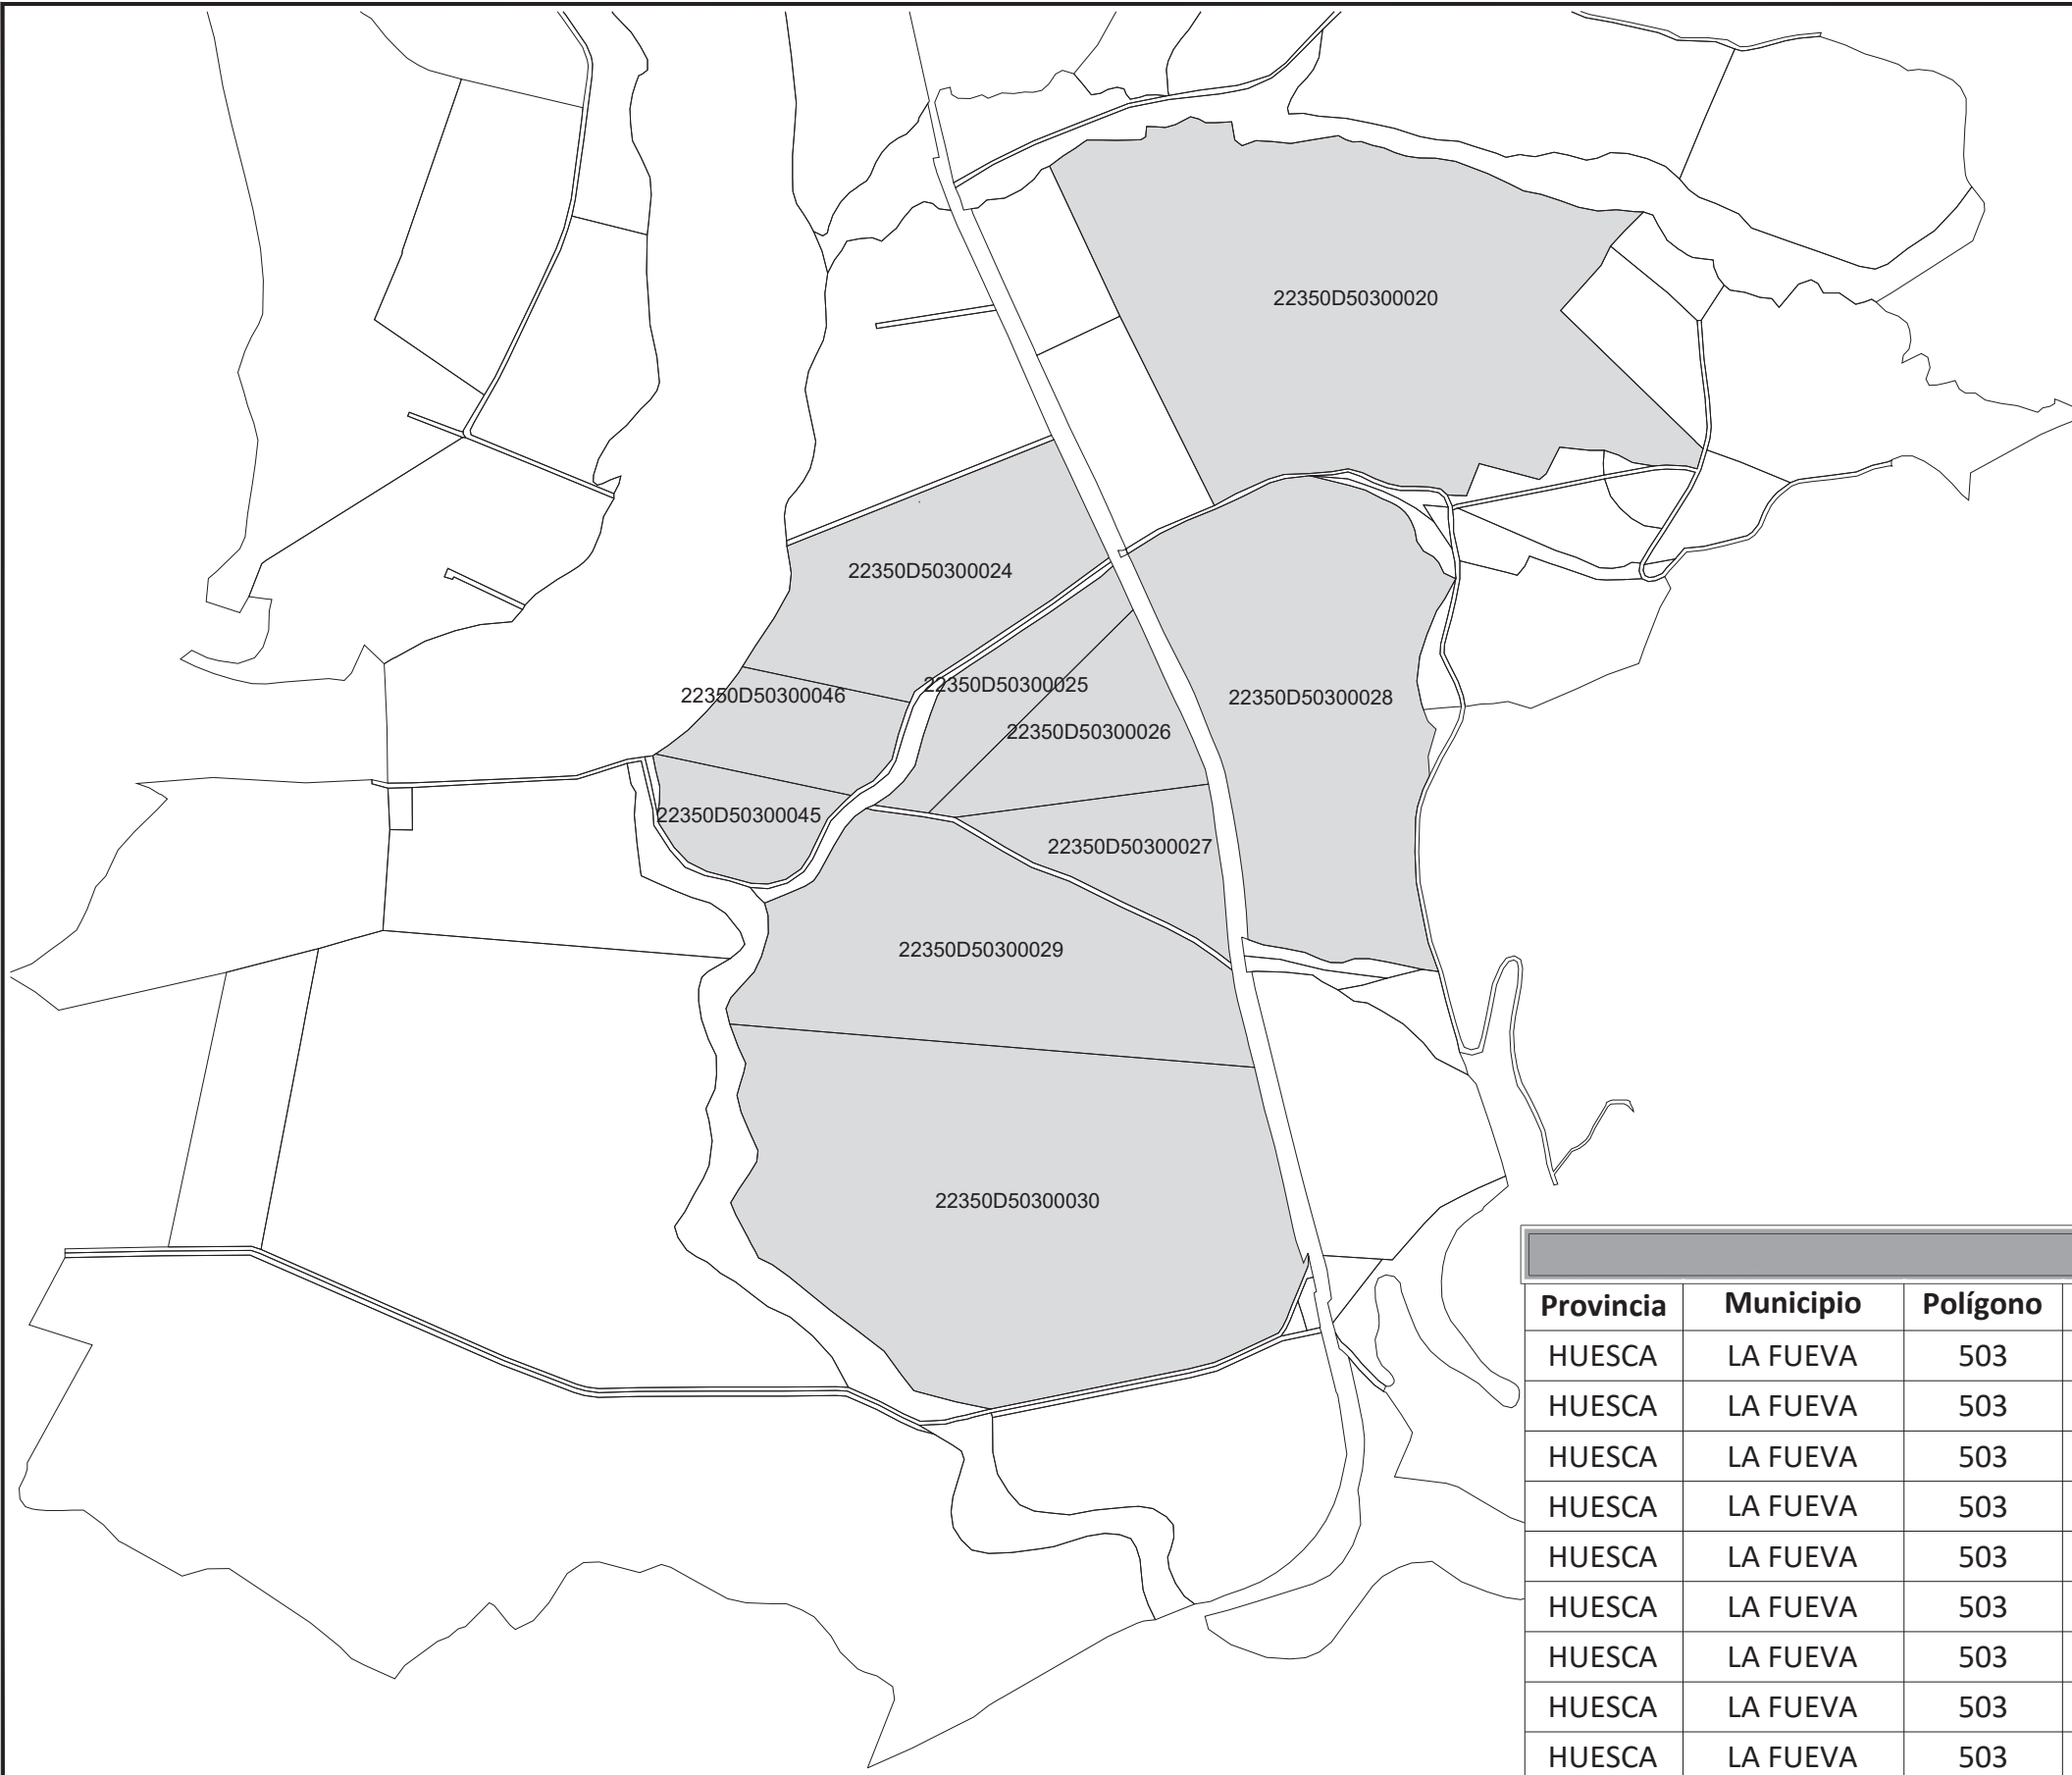 22350D50300020
22350D50300024
22350D50300025
22350D50300046
22350D50300028
22350D50300026
22350D50300045
22350D50300027
22350D50300029
22350D50300030
Provincia Municipio Polígono
HUESCA LA FUEVA 503
HUESCA LA FUEVA 503
HUESCA LA FUEVA 503
HUESCA LA FUEVA 503
HUESCA LA FUEVA 503
HUESCA LA FUEVA 503
HUESCA LA FUEVA 503
HUESCA LA FUEVA 503
HUESCA LA FUEVA 503